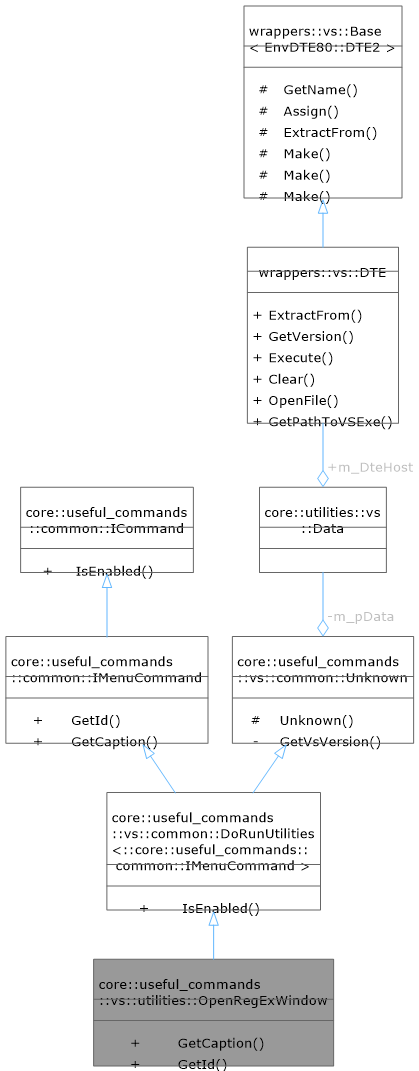 wrappers::vs::Base
< EnvDTE80::DTE2 >
# GetName()
# Assign()
# ExtractFrom()
# Make()
# Make()
# Make()
wrappers::vs::DTE
+ ExtractFrom()
+ GetVersion()
+ Execute()
+ Clear()
+ OpenFile()
+ GetPathToVSExe()
+m_DteHost
core::useful_commands
::common::ICommand
+ IsEnabled()
core::utilities::vs
::Data
-m_pData
core::useful_commands
::common::IMenuCommand
+ GetId()
+ GetCaption()
core::useful_commands
::vs::common::Unknown
# Unknown()
- GetVsVersion()
core::useful_commands
::vs::common::DoRunUtilities
<::core::useful_commands::
common::IMenuCommand >
+ IsEnabled()
core::useful_commands
::vs::utilities::OpenRegExWindow
+ GetCaption()
+ GetId()